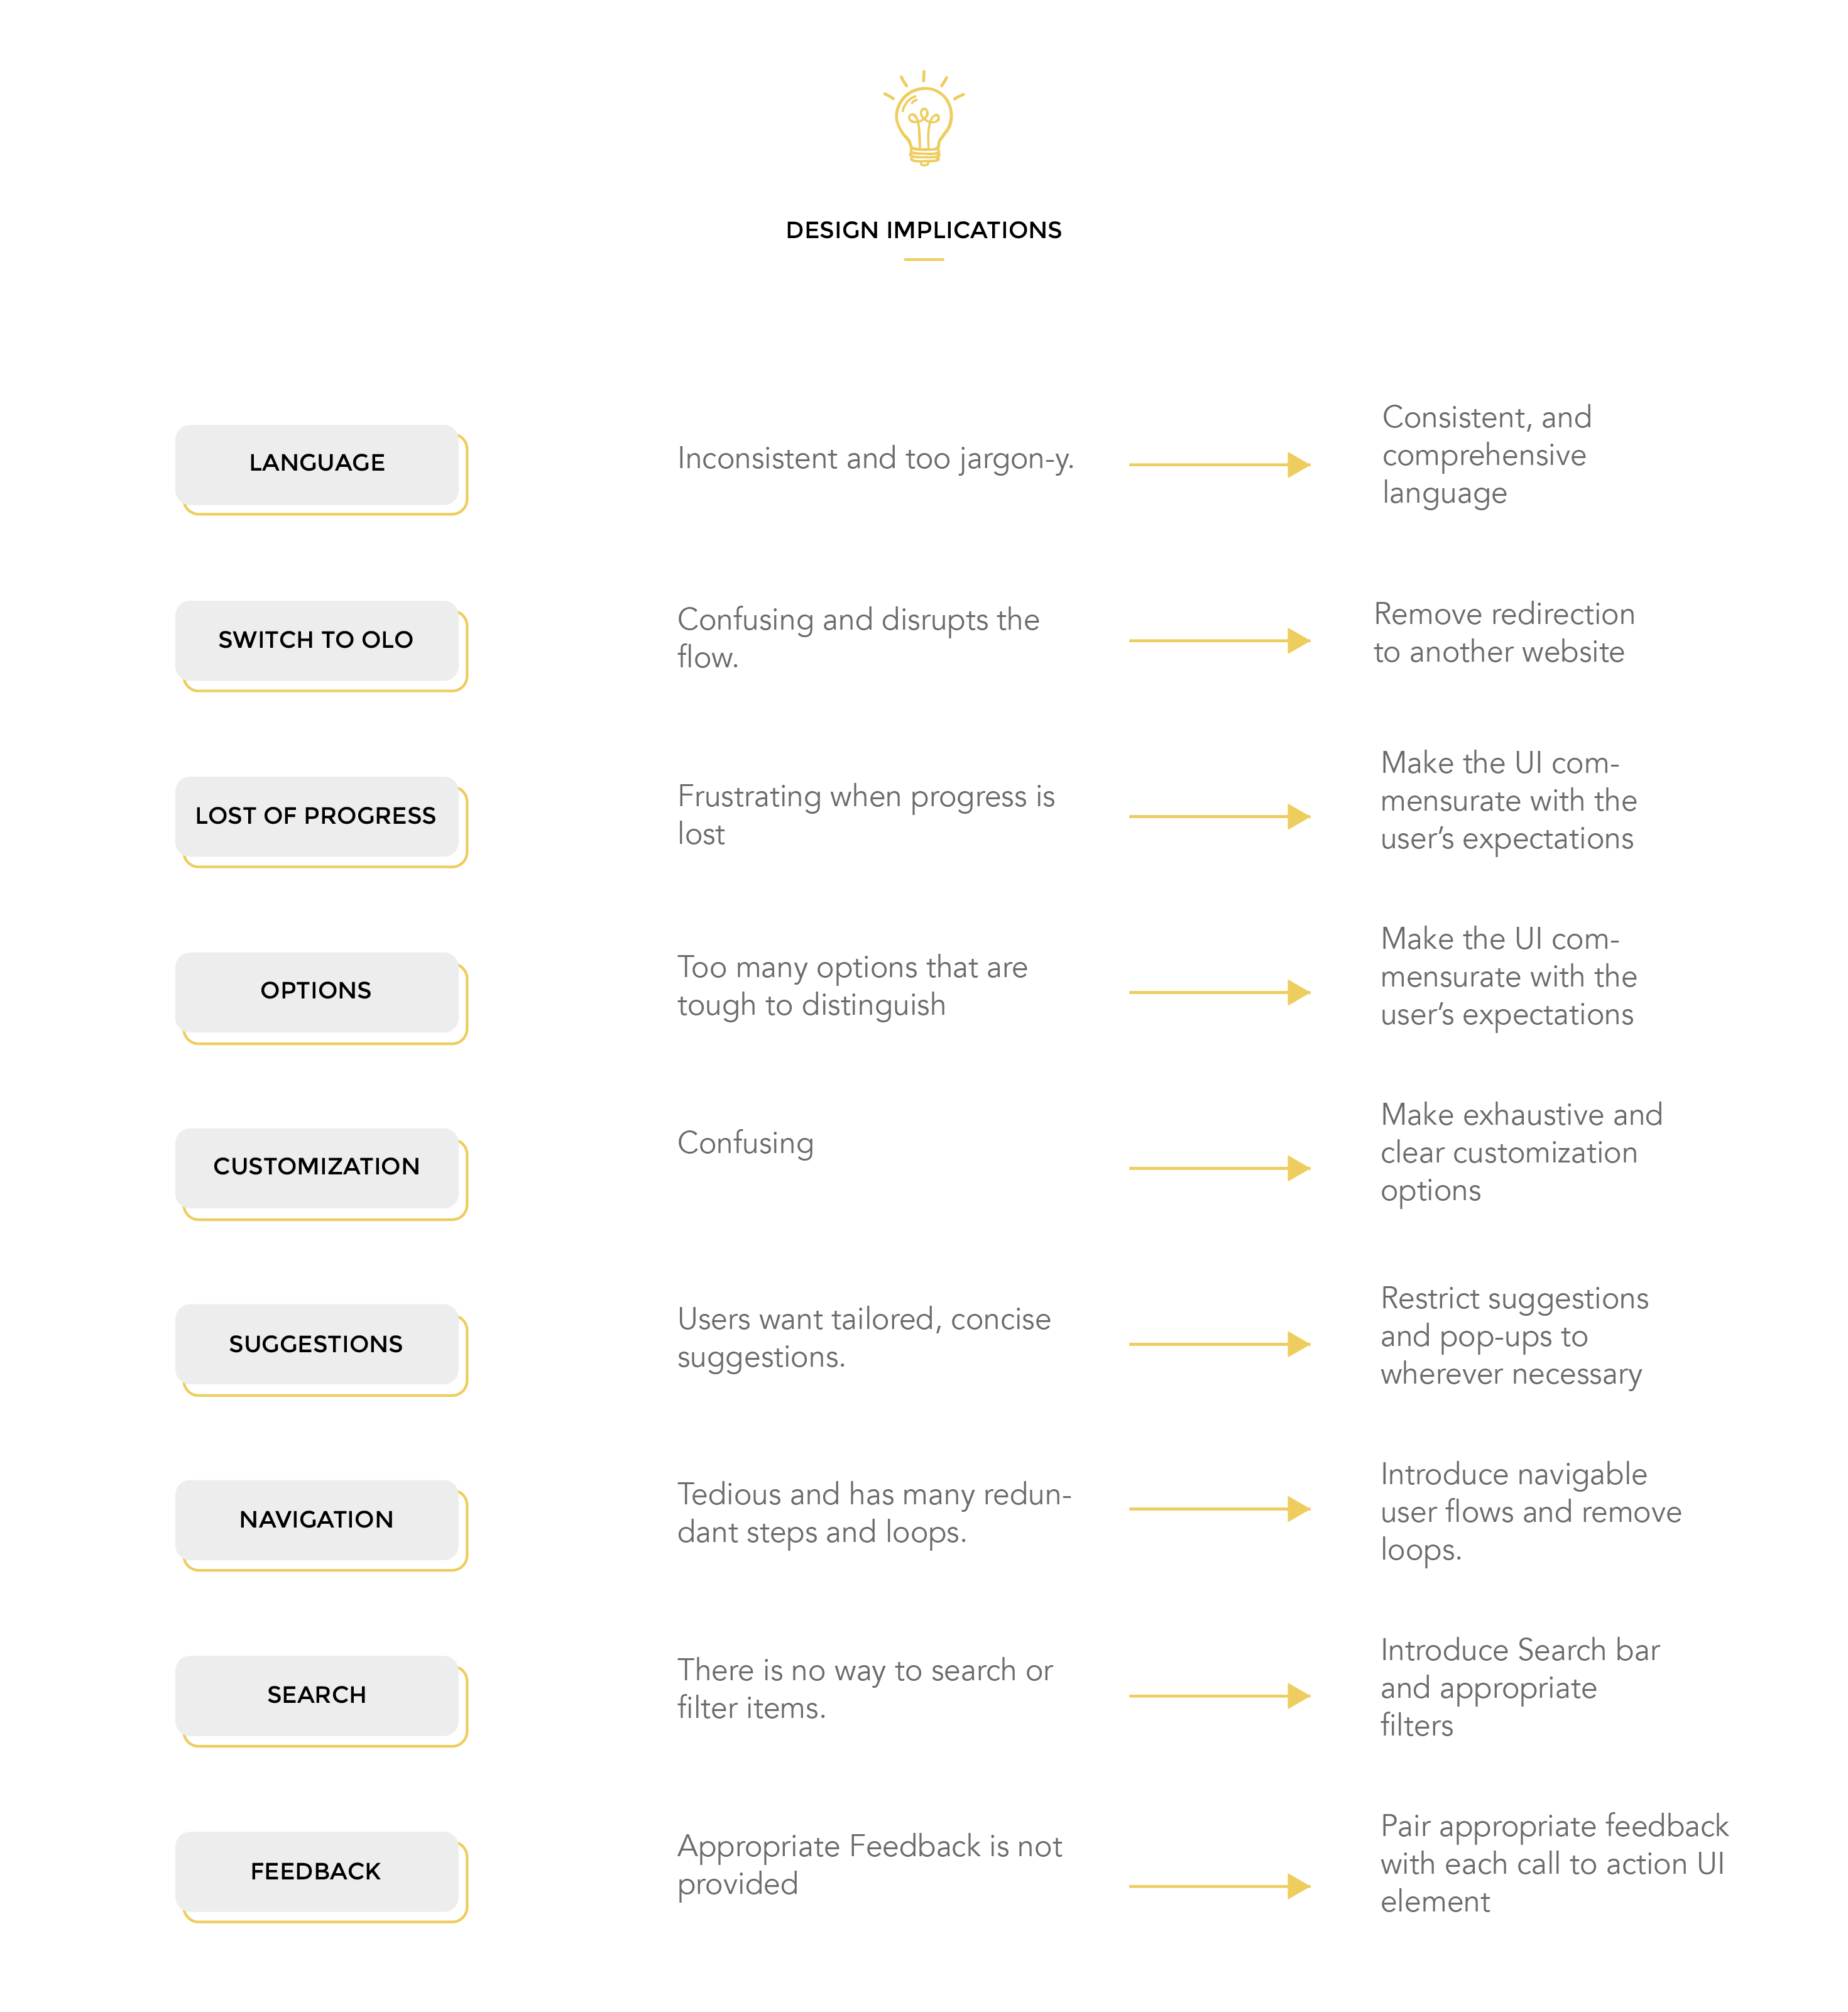 DESIGN IMPLICATIONS
LANGUAGE
Inconsistent and too jargon-y.
Consistent, and
comprehensive
language
SWITCH TO OLO
Confusing and disrupts the
flow.
Remove redirection
to another website
LOST OF PROGRESS
Frustrating when progress is
lost
Make the UI com-
mensurate with the
user’s expectations
OPTIONS
Too many options that are
tough to distinguish
Make the UI com-
mensurate with the
user’s expectations
CUSTOMIZATION
Confusing
Make exhaustive and
clear customization
options
SUGGESTIONS
Users want tailored, concise
suggestions.
Restrict suggestions
and pop-ups to
wherever necessary
NAVIGATION
Tedious and has many redun-
dant steps and loops.
Introduce navigable
user flows and remove
loops.
SEARCH
There is no way to search or
filter items.
Introduce Search bar
and appropriate
filters
FEEDBACK
Appropriate Feedback is not
provided
Pair appropriate feedback
with each call to action UI
element